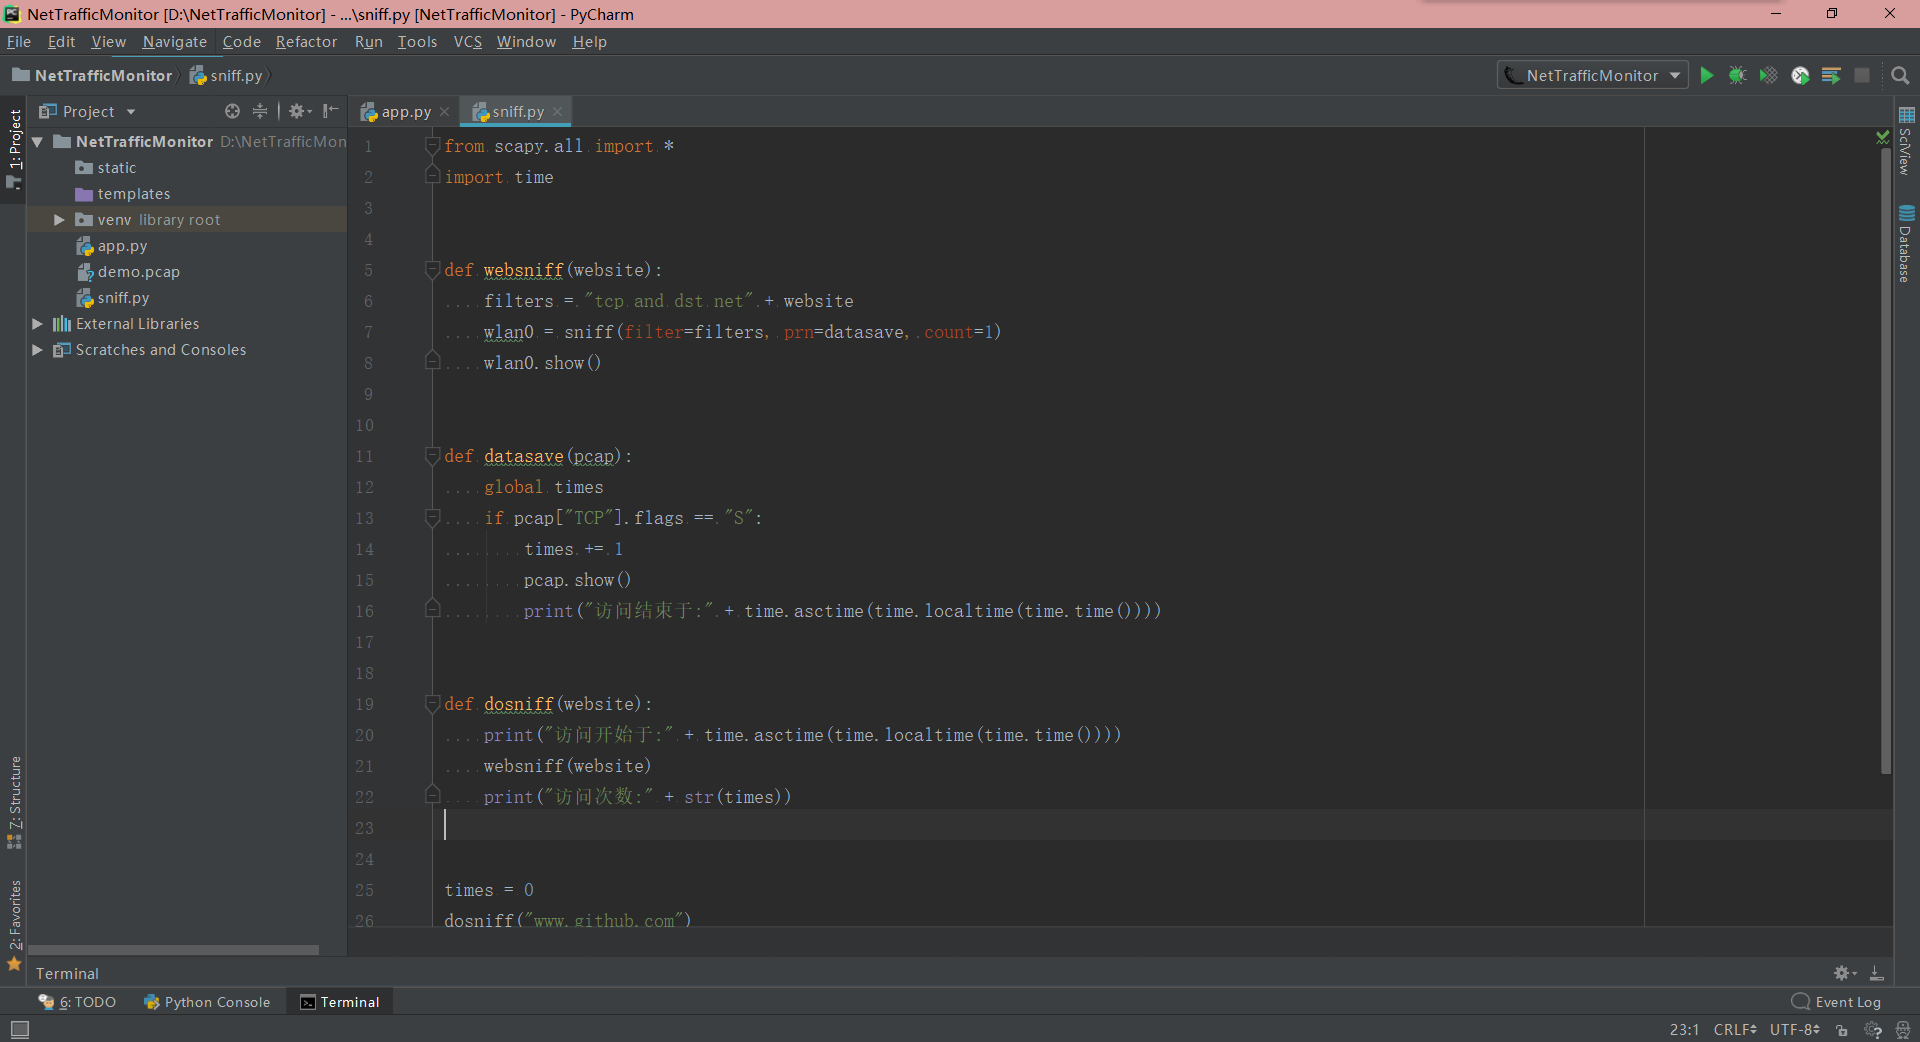 NetTrafficMonitor [D:\NetTrafficMonitor] - ...\sniff.py [NetTrafficMonitor] - PyCharm
File Edit View Navigate Code Refactor Run Tools VCS Window Help
NetTrafficMonitor sniff.py NetTrafficMonitor
Project app.py sniff.py
1: Project
NetTrafficMonitor D:\NetTrafficMon
static
templates
venv library root
app.py
demo.pcap
sniff.py
External Libraries
Scratches and Consoles
7: Structure
2: Favorites
1 from scapy.all import *
2 import time
3
4
5 def websniff(website):
6     filters = "tcp and dst net" + website
7     wlan0 = sniff(filter=filters, prn=datasave, count=1)
8     wlan0.show()
9
10
11 def datasave(pcap):
12     global times
13     if pcap["TCP"].flags == "S":
14         times += 1
15         pcap.show()
16         print("访问结束于:" + time.asctime(time.localtime(time.time())))
17
18
19 def dosniff(website):
20     print("访问开始于:" + time.asctime(time.localtime(time.time())))
21     websniff(website)
22     print("访问次数:" + str(times))
23
24
25 times = 0
26 dosniff("www.github.com")
SciView
Database
Terminal
6: TODO Python Console Terminal Event Log
23:1 CRLF UTF-8